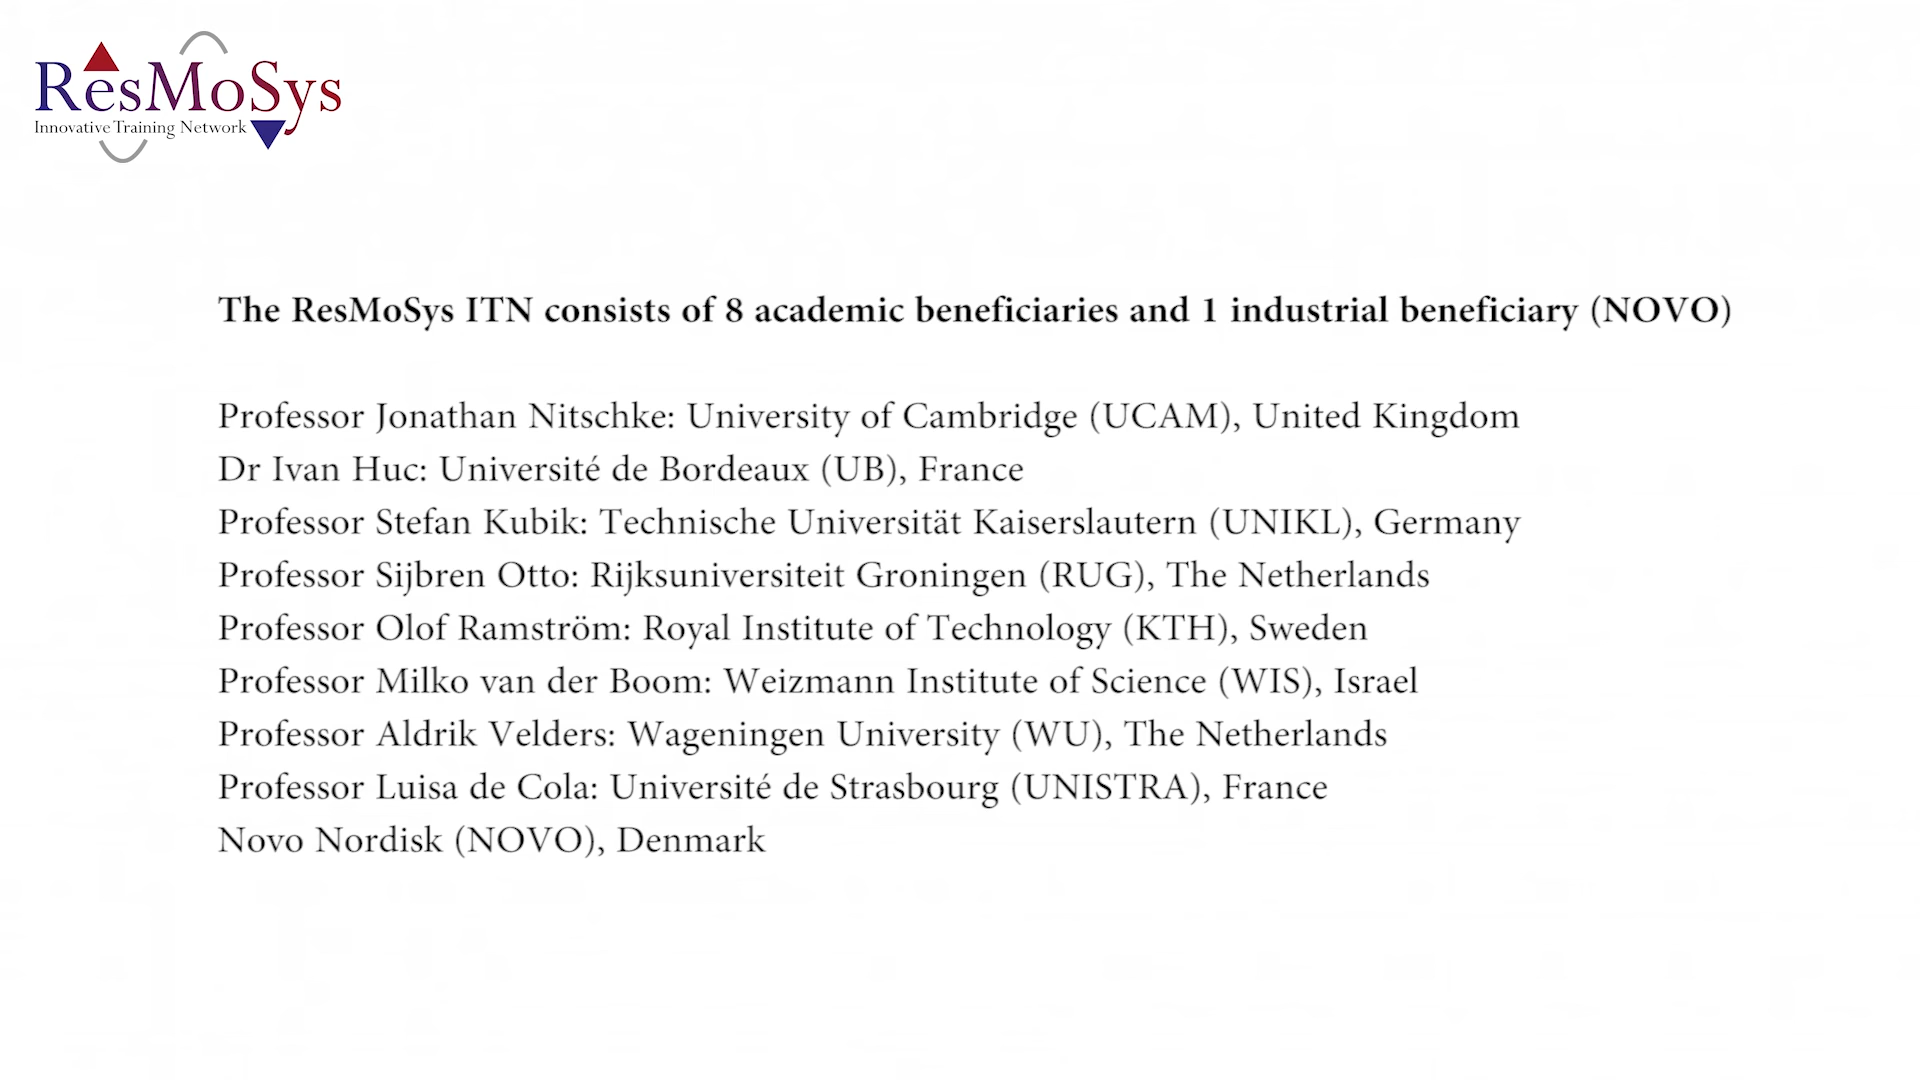 ResMoSys
Innovative Training Network
The ResMoSys ITN consists of 8 academic beneficiaries and 1 industrial beneficiary (NOVO)
Professor Jonathan Nitschke: University of Cambridge (UCAM), United Kingdom
Dr Ivan Huc: Université de Bordeaux (UB), France
Professor Stefan Kubik: Technische Universität Kaiserslautern (UNIKL), Germany
Professor Sijbren Otto: Rijksuniversiteit Groningen (RUG), The Netherlands
Professor Olof Ramström: Royal Institute of Technology (KTH), Sweden
Professor Milko van der Boom: Weizmann Institute of Science (WIS), Israel
Professor Aldrik Velders: Wageningen University (WU), The Netherlands
Professor Luisa de Cola: Université de Strasbourg (UNISTRA), France
Novo Nordisk (NOVO), Denmark